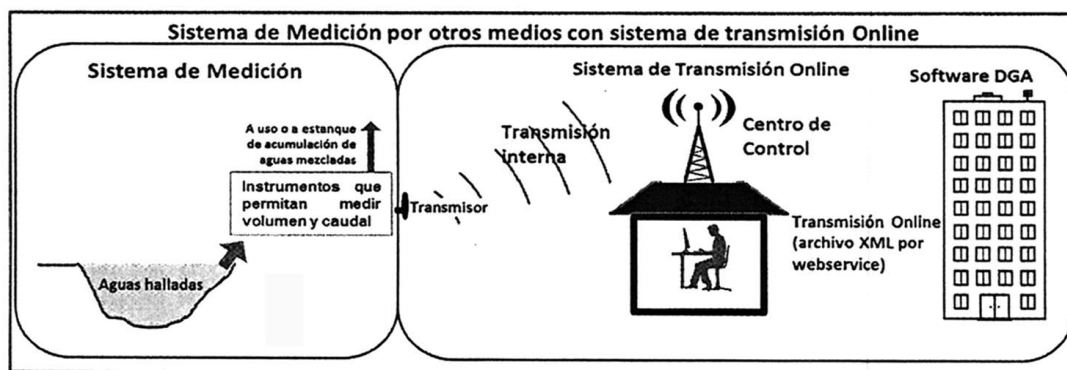 Sistema de Medición por otros medios con sistema de transmisión Online
Sistema de Medición
A uso o a estanque
de acumulación de
aguas mezcladas
Instrumentos que
permitan medir
volumen y caudal
Aguas halladas
Transmisor
Sistema de Transmisión Online
Transmisión
interna
Centro de
Control
Transmisión Online
(archivo XML por
webservice)
Software DGA